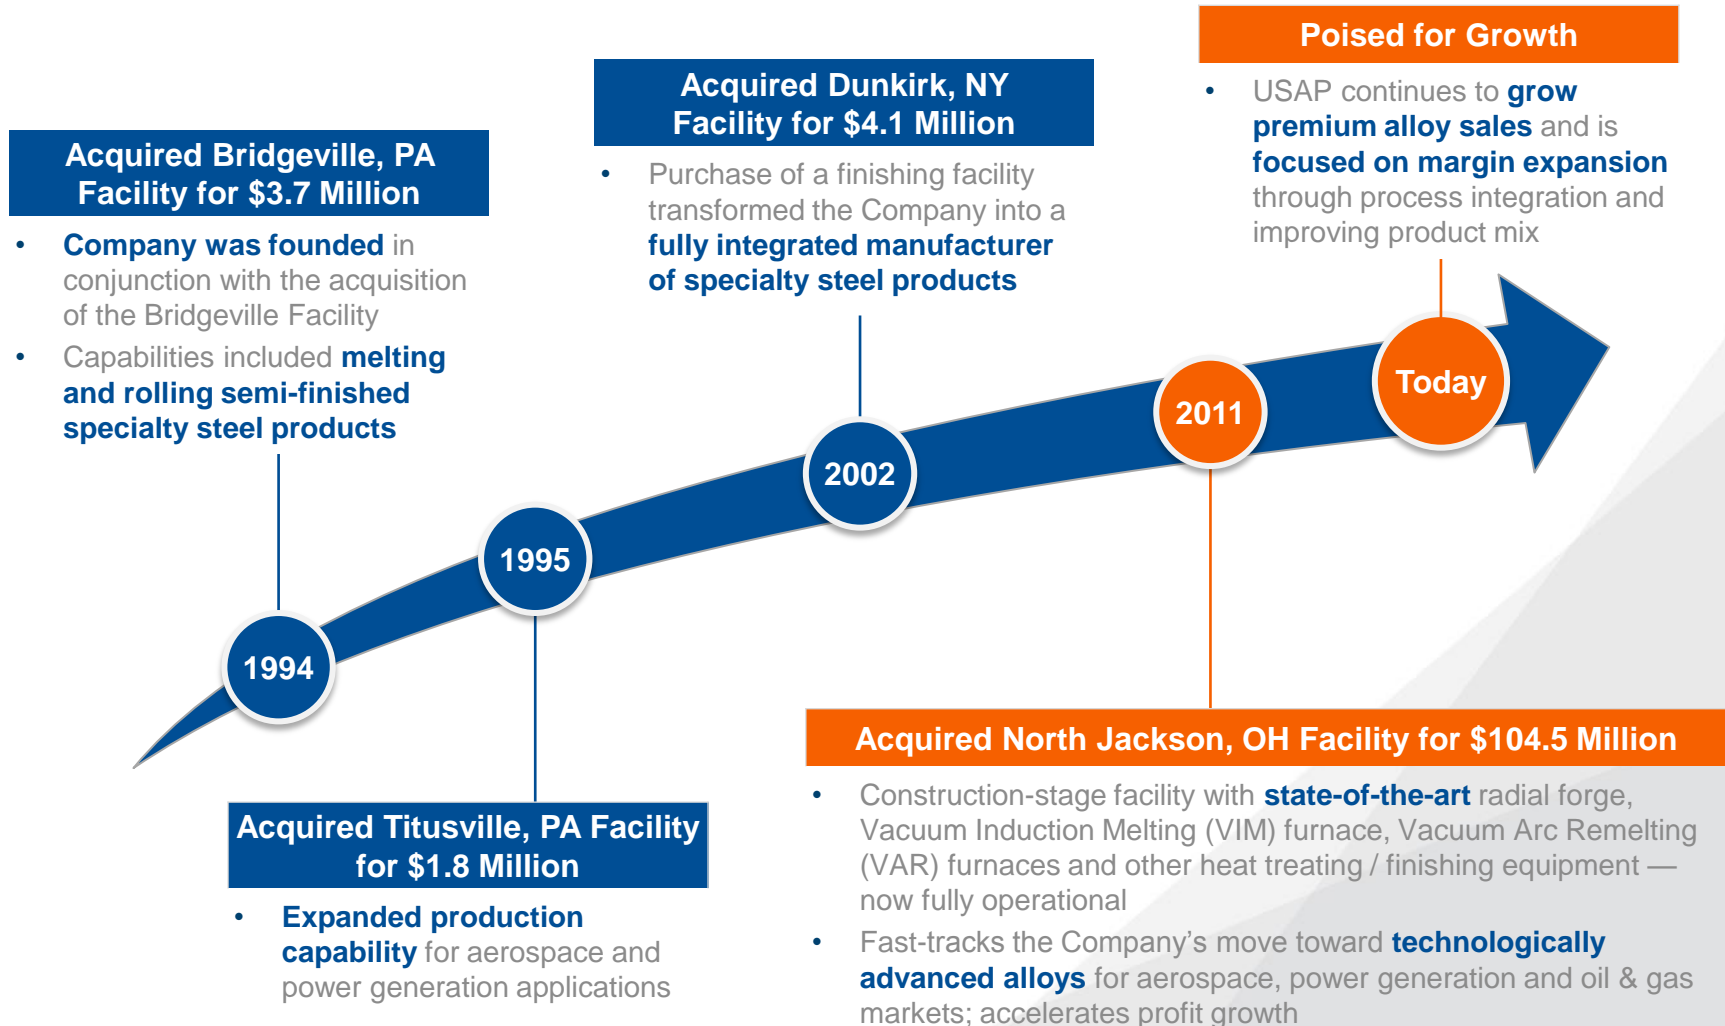 Acquired Bridgeville, PA
Facility for $3.7 Million
• Company was founded in
conjunction with the acquisition
of the Bridgeville Facility
• Capabilities included melting
and rolling semi-finished
specialty steel products
1994
1995
Acquired Titusville, PA Facility
for $1.8 Million
• Expanded production
capability for aerospace and
power generation applications
Acquired Dunkirk, NY
Facility for $4.1 Million
• Purchase of a finishing facility
transformed the Company into a
fully integrated manufacturer
of specialty steel products
2002
2011
Acquired North Jackson, OH Facility for $104.5 Million
• Construction-stage facility with state-of-the-art radial forge,
Vacuum Induction Melting (VIM) furnace, Vacuum Arc Remelting
(VAR) furnaces and other heat treating / finishing equipment —
now fully operational
• Fast-tracks the Company’s move toward technologically
advanced alloys for aerospace, power generation and oil & gas
markets; accelerates profit growth
Poised for Growth
• USAP continues to grow
premium alloy sales and is
focused on margin expansion
through process integration and
improving product mix
Today